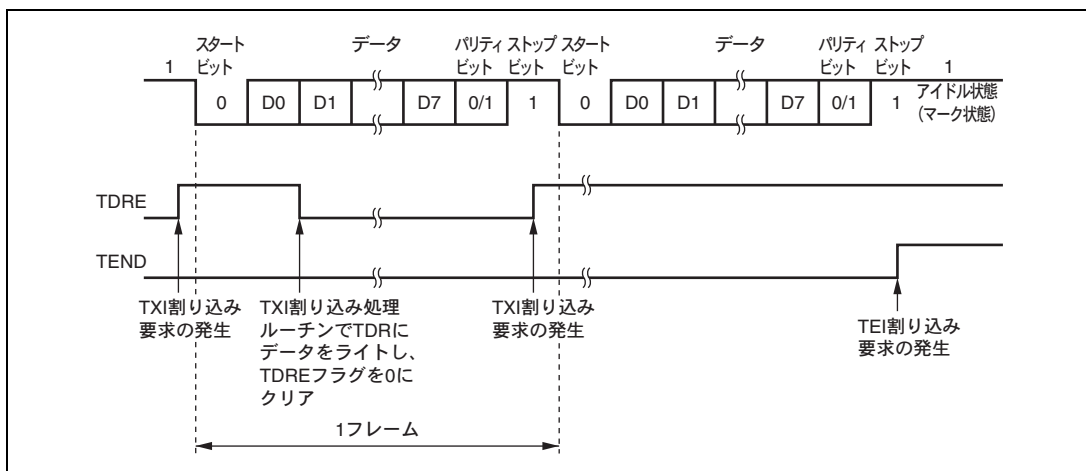 スタート データ パリティ ストップ スタート データ パリティ ストップ
1 ビット ビット ビット ビット ビット ビット 1
0 D0 D1 D7 0/1 1 0 D0 D1 D7 0/1 1 アイドル状態
(マーク状態)
TDRE
TEND
TXI割り込み
要求の発生
TXI割り込み処理
ルーチンでTDRに
データをライトし、
TDREフラグを0に
クリア
TXI割り込み
要求の発生
TEI割り込み
要求の発生
1フレーム